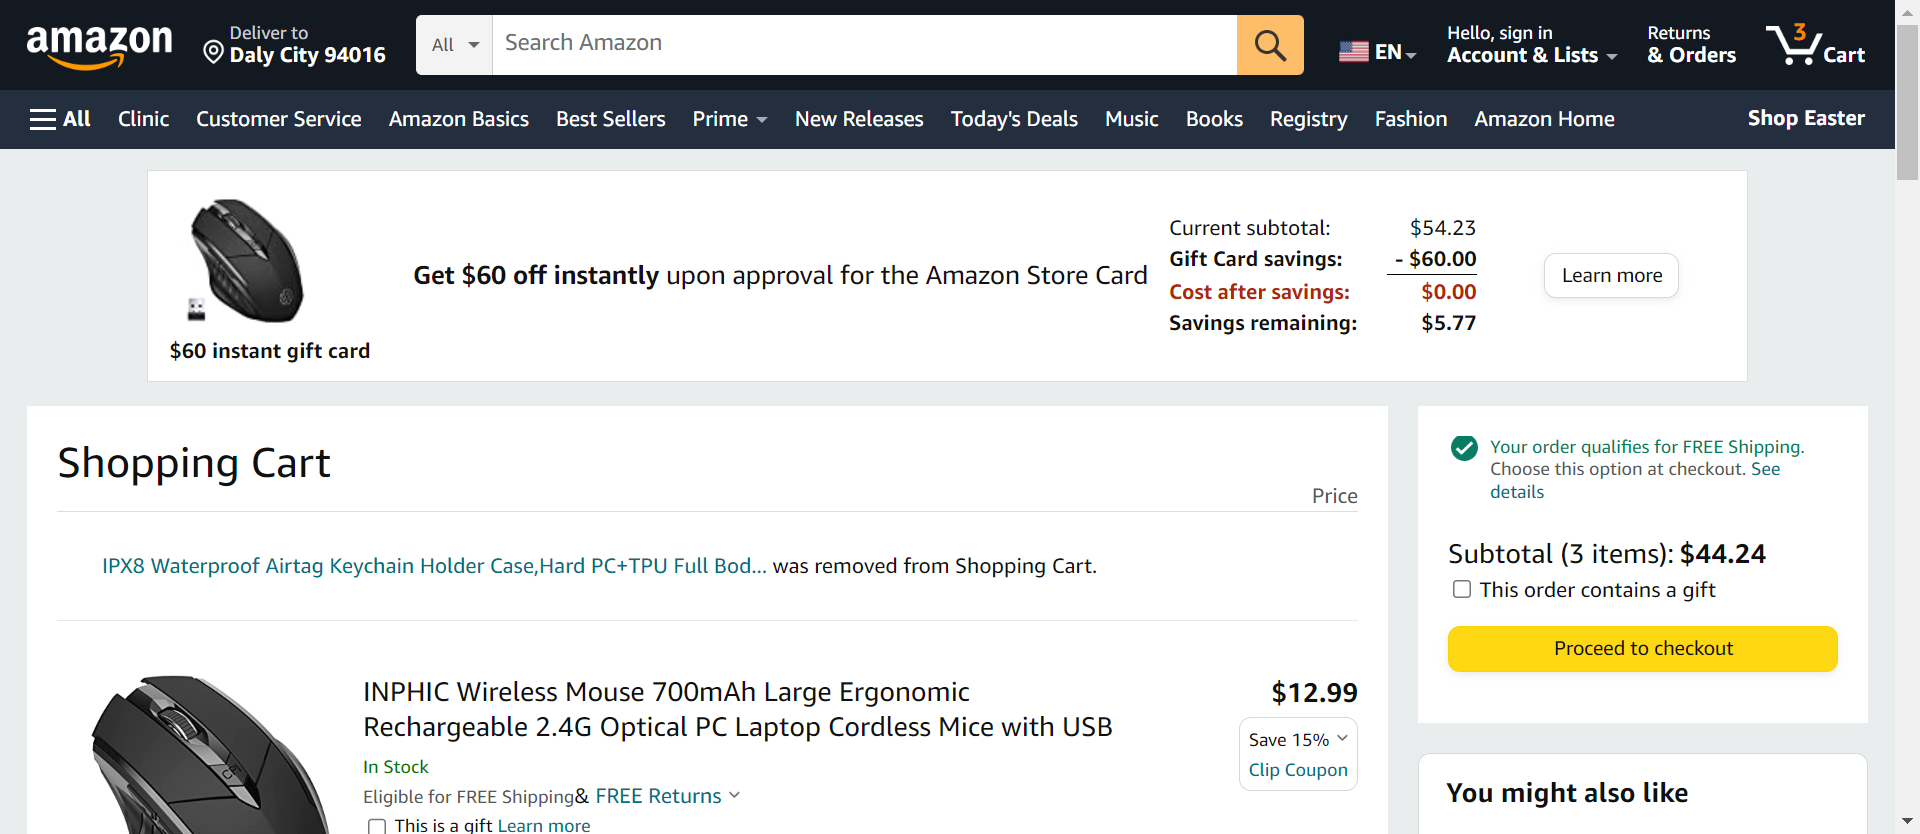 amazon
Deliver to
Daly City 94016
All
Search Amazon
EN
Hello, sign in
Account & Lists
Returns
& Orders
3
Cart
All
Clinic
Customer Service
Amazon Basics
Best Sellers
Prime
New Releases
Today's Deals
Music
Books
Registry
Fashion
Amazon Home
Shop Easter
$60 instant gift card
Get $60 off instantly upon approval for the Amazon Store Card
Current subtotal: $54.23
Gift Card savings: - $60.00
Cost after savings: $0.00
Savings remaining: $5.77
Learn more
Shopping Cart
Price
IPX8 Waterproof Airtag Keychain Holder Case,Hard PC+TPU Full Bod... was removed from Shopping Cart.
INPHIC Wireless Mouse 700mAh Large Ergonomic
Rechargeable 2.4G Optical PC Laptop Cordless Mice with USB
In Stock
Eligible for FREE Shipping& FREE Returns
This is a gift Learn more
$12.99
Save 15%
Clip Coupon
Your order qualifies for FREE Shipping.
Choose this option at checkout. See
details
Subtotal (3 items): $44.24
This order contains a gift
Proceed to checkout
You might also like